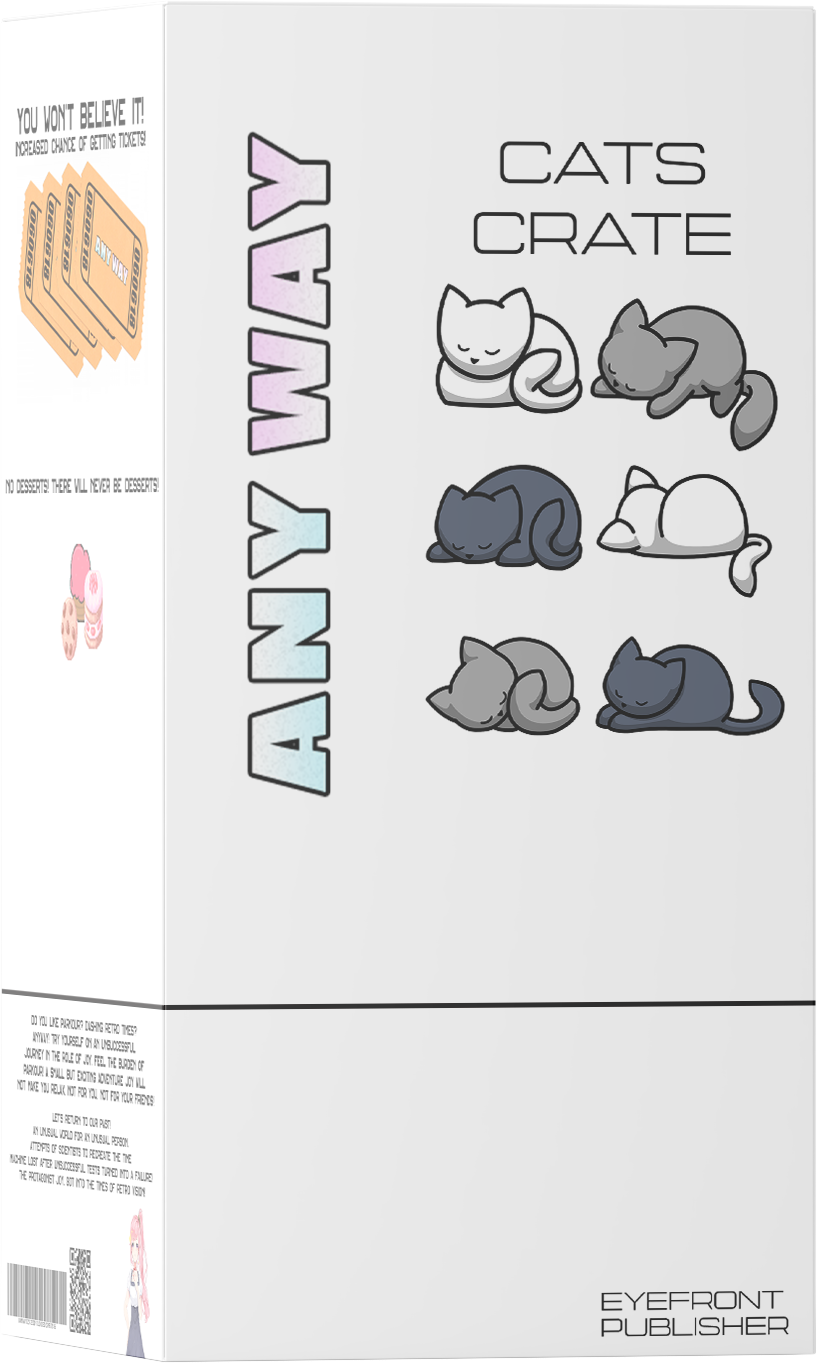 YOU WON'T BELIEVE IT!
INCREASED CHANCE OF GETTING TICKETS!
ANY WAY
NO DESSERTS! THERE WILL NEVER BE DESSERTS!
DO YOU LIKE PARKOUR? DASHING RETRO TIMES?
ANYWAY! TRY YOURSELF ON AN UNSUCCESSFUL
JOURNEY IN THE ROLE OF JOY. FEEL THE BURDEN OF
PARKOUR! A SMALL BUT EXCITING ADVENTURE JOY WILL
NOT MAKE YOU RELAX. NOT FOR YOU, NOT FOR YOUR FRIENDS!
LET'S RETURN TO OUR PAST!
AN UNUSUAL WORLD FOR AN UNUSUAL PERSON.
ATTEMPTS OF SCIENTISTS TO RECREATE THE TIME
MACHINE LOST AFTER UNSUCCESSFUL TESTS TURNED INTO A FAILURE!
THE PROTAGONIST JOY, GOT INTO THE TIMES OF RETRO VISION!
ANY WAY
CATS
CRATE
EYEFRONT
PUBLISHER